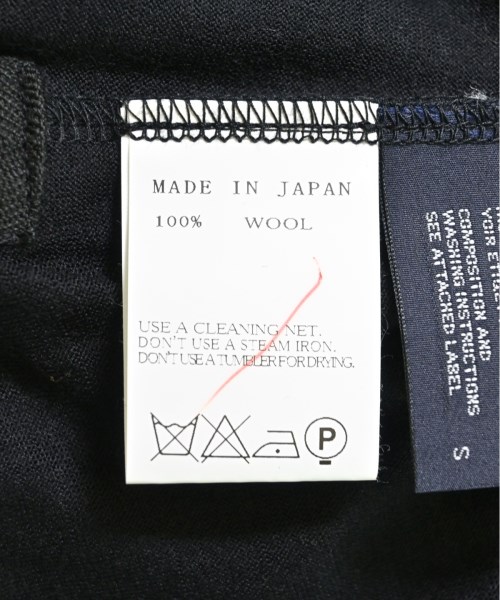 MADE IN JAPAN
100% WOOL
USE A CLEANING NET.
DON'T USE A STEAM IRON.
DON'T USE A TUMBLER FOR DRYING.
P
VOIR
COMPOSITION AND
WASHING INSTRUCTIONS
SEE ATTACHED LABEL
S